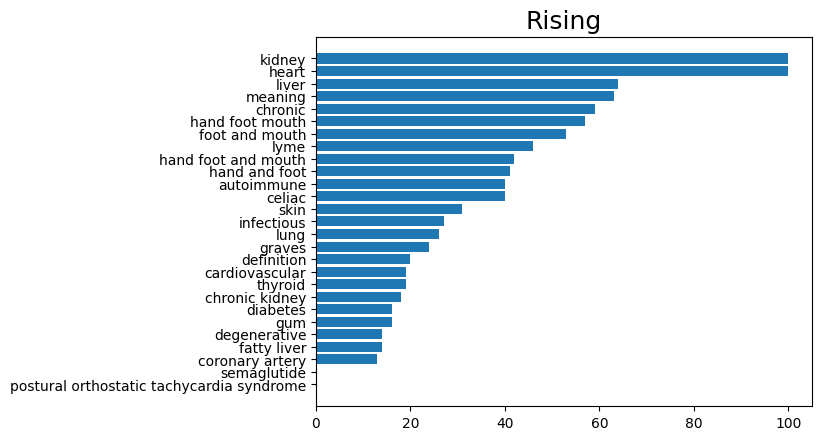 Rising
kidney
heart
liver
meaning
chronic
hand foot mouth
foot and mouth
lyme
hand foot and mouth
hand and foot
autoimmune
celiac
skin
infectious
lung
graves
definition
cardiovascular
thyroid
chronic kidney
diabetes
gum
degenerative
fatty liver
coronary artery
semaglutide
postural orthostatic tachycardia syndrome
0 20 40 60 80 100